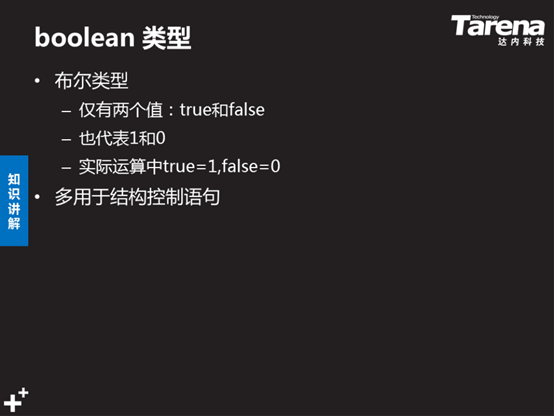 boolean 类型
Technology
Tarena
达内科技
• 布尔类型
– 仅有两个值：true和false
– 也代表1和0
– 实际运算中true=1,false=0
• 多用于结构控制语句
知识讲解